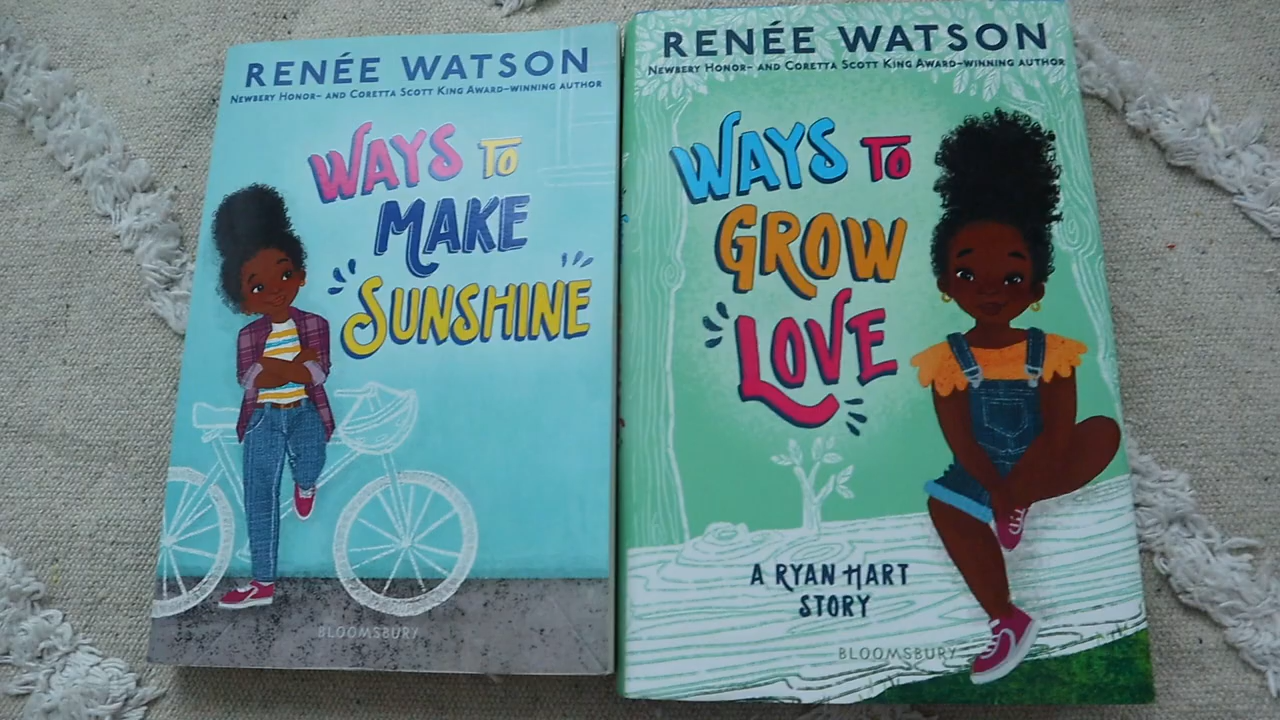 RENÉE WATSON
NEWBERY HONOR– AND CORETTA SCOTT KING AWARD–WINNING AUTHOR
WAYS TO
MAKE
SUNSHINE
BLOOMSBURY
RENÉE WATSON
NEWBERY HONOR– AND CORETTA SCOTT KING AWARD–WINNING AUTHOR
WAYS TO
GROW
LOVE
A RYAN HART
STORY
BLOOMSBURY